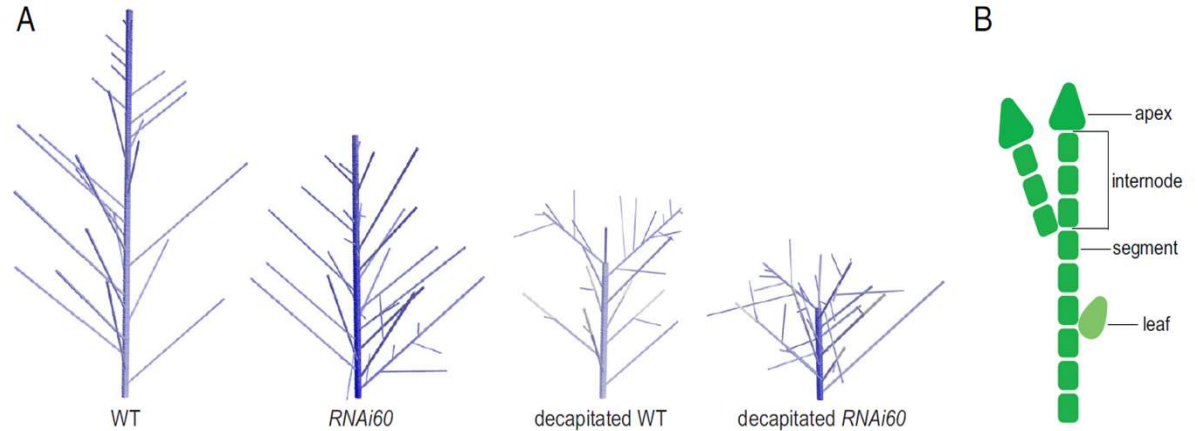 A
B
apex
internode
segment
leaf
WT
RNAi60
decapitated WT
decapitated RNAi60